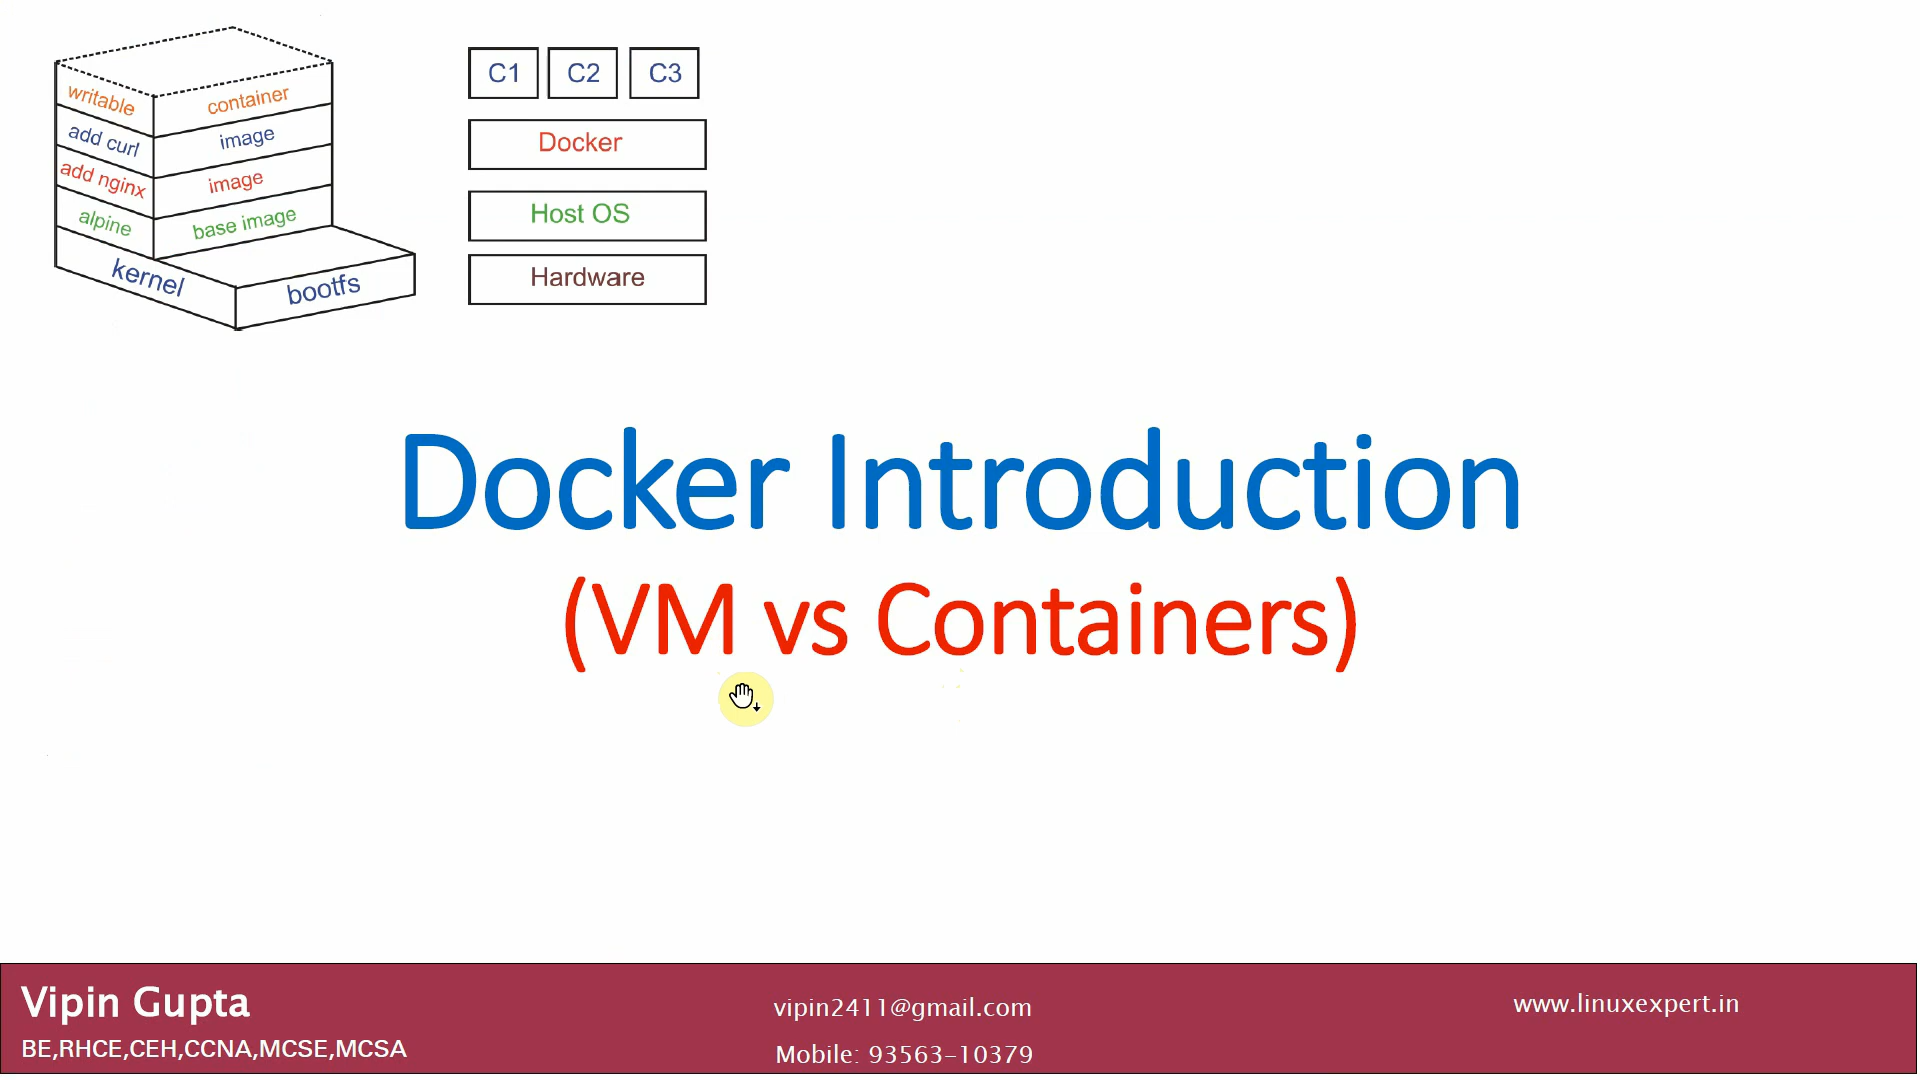 writable container
add curl image
add nginx image
alpine base image
kernel bootfs
C1 C2 C3
Docker
Host OS
Hardware
Docker Introduction
(VM vs Containers)
Vipin Gupta
BE,RHCE,CEH,CCNA,MCSE,MCSA
vipin2411@gmail.com
Mobile: 93563-10379
www.linuxexpert.in